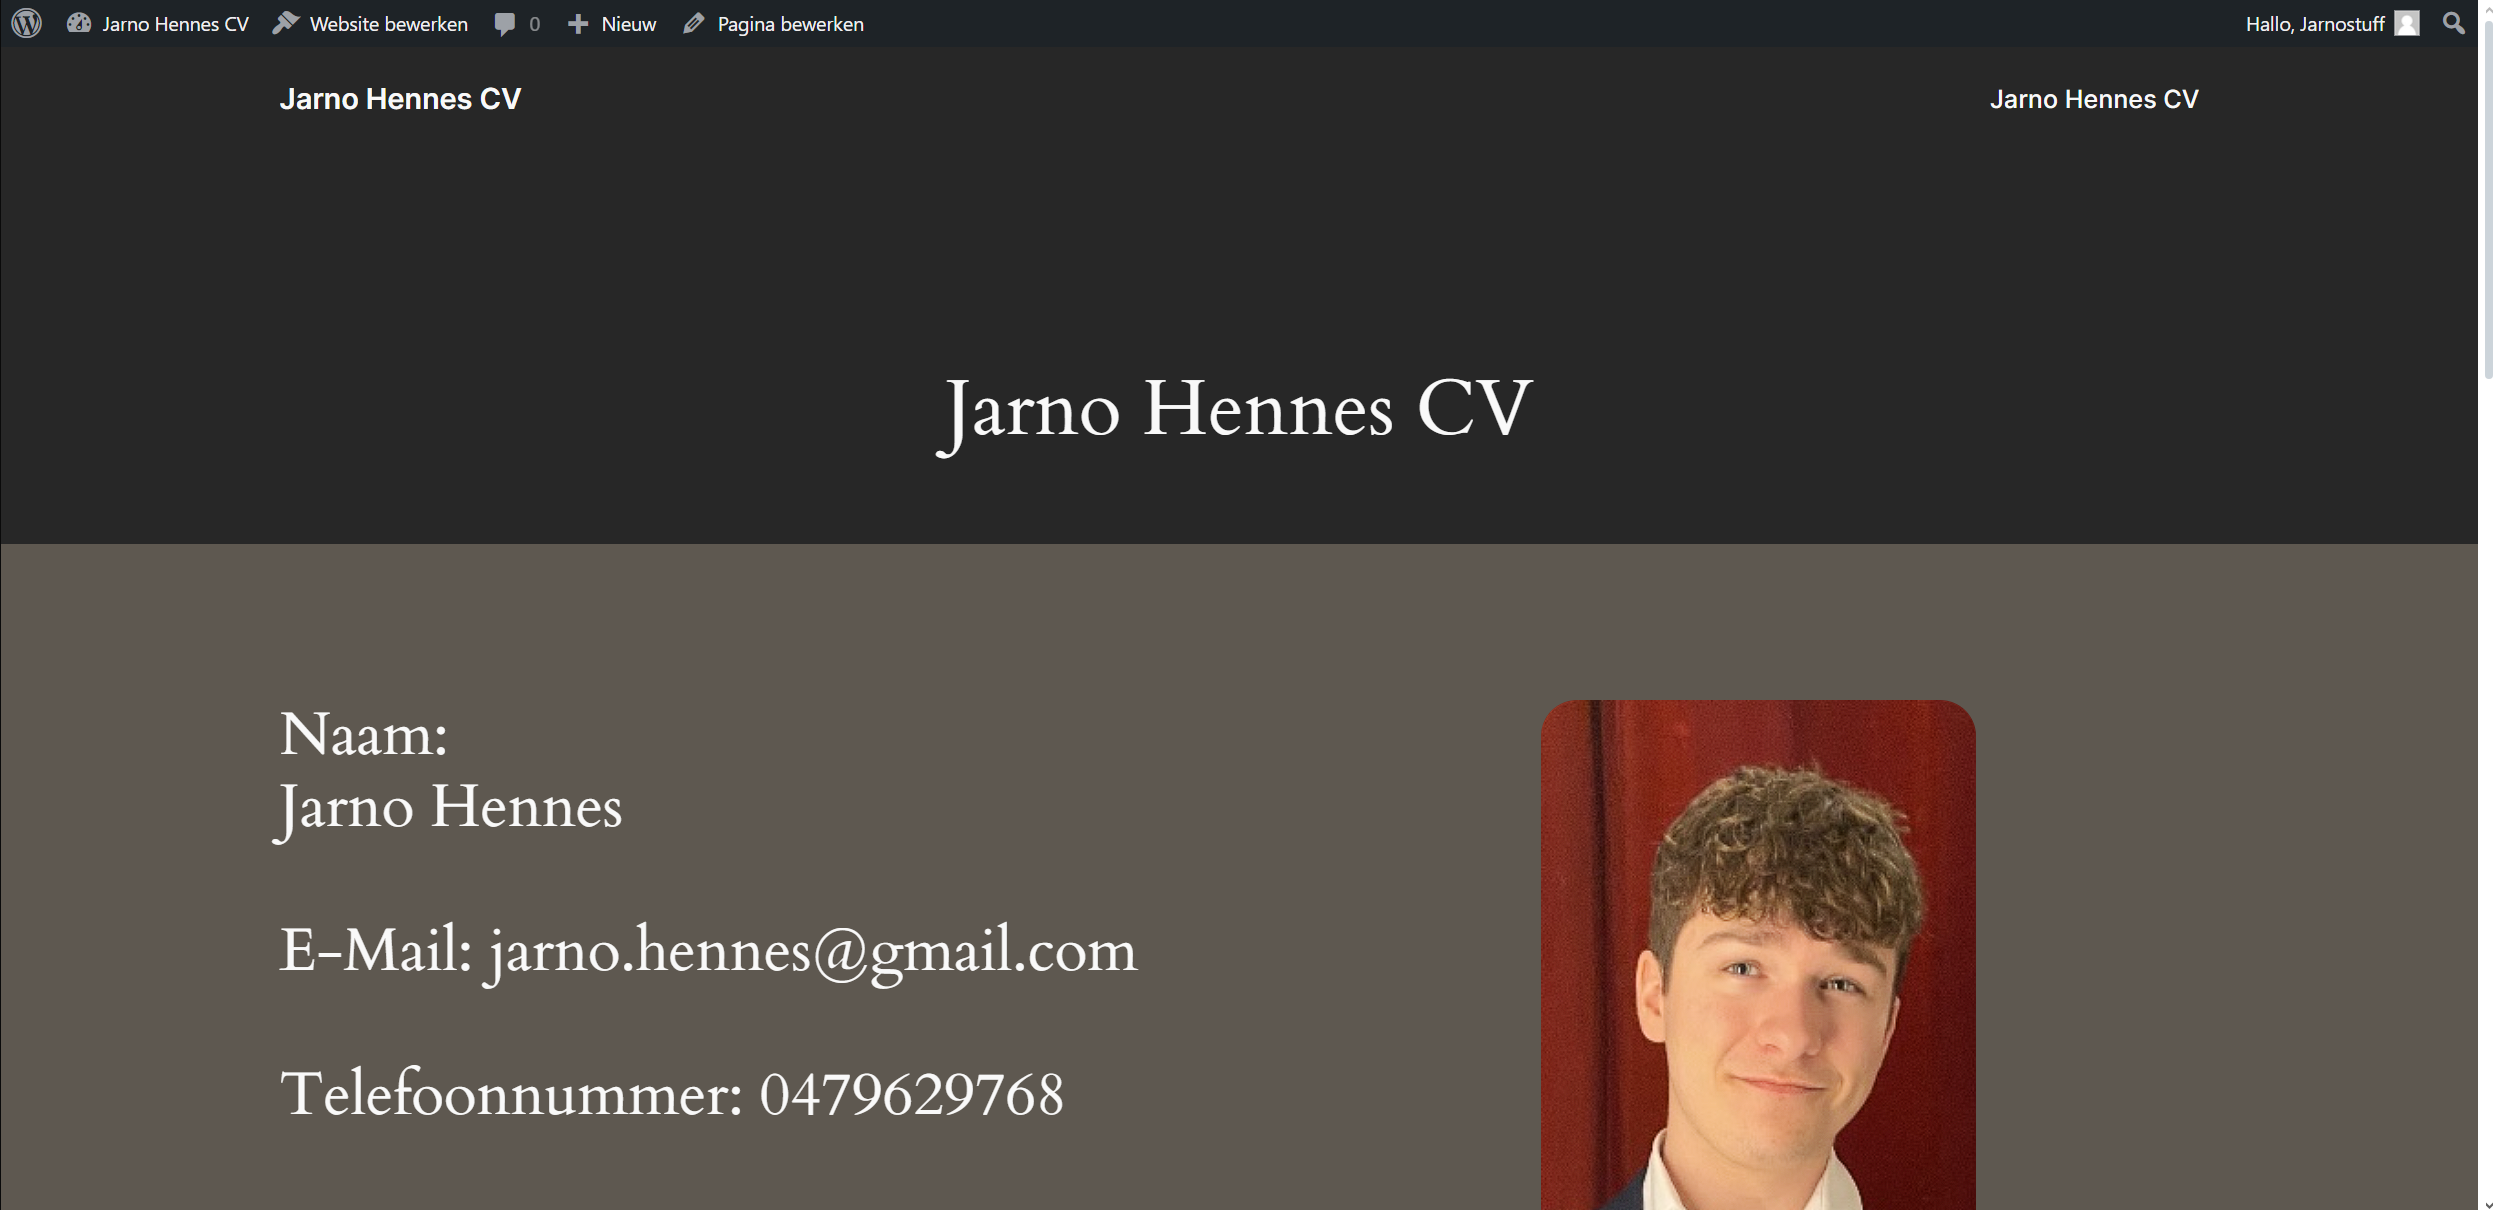 Jarno Hennes CV Website bewerken 0 Nieuw Pagina bewerken Hallo, Jarnostuff
Jarno Hennes CV Jarno Hennes CV
Jarno Hennes CV
Naam:
Jarno Hennes
E-Mail: jarno.hennes@gmail.com
Telefoonnummer: 0479629768